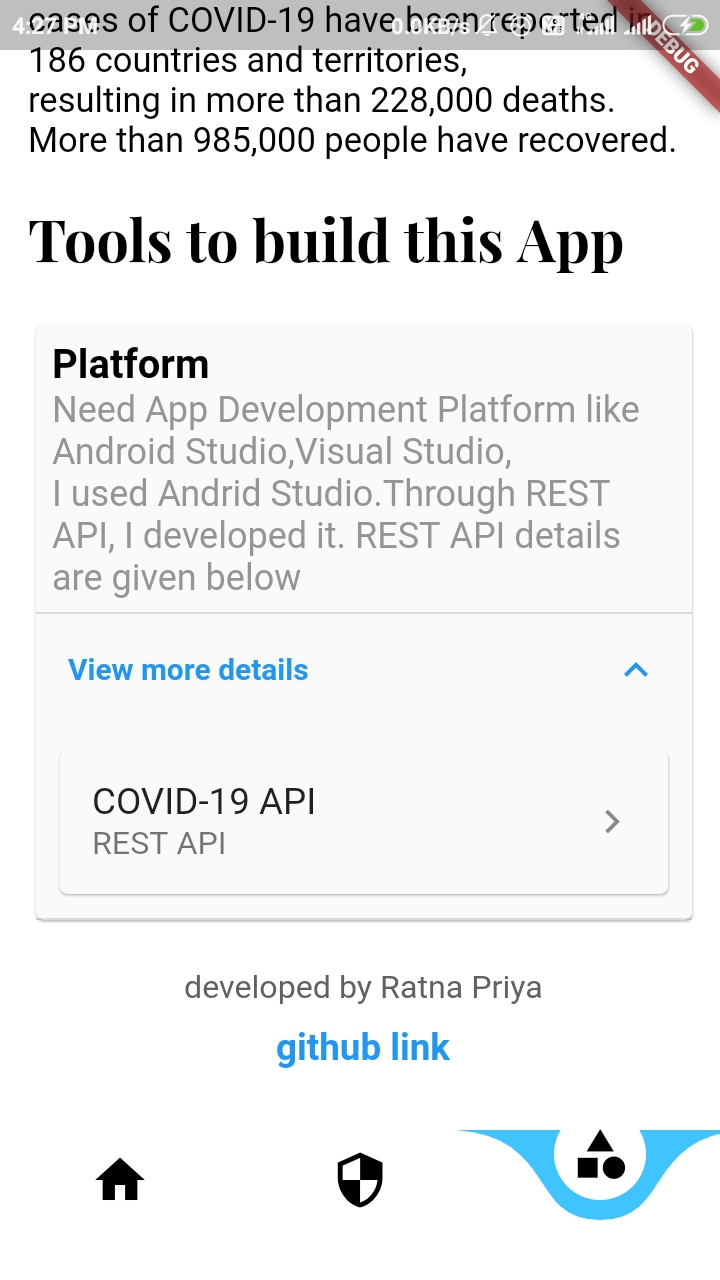 4:27 PM 0.0KB/s
cases of COVID-19 have been reported in
DEBUG
186 countries and territories,
resulting in more than 228,000 deaths.
More than 985,000 people have recovered.
Tools to build this App
Platform
Need App Development Platform like
Android Studio,Visual Studio,
I used Andrid Studio.Through REST
API, I developed it. REST API details
are given below
View more details
COVID-19 API
REST API
developed by Ratna Priya
github link